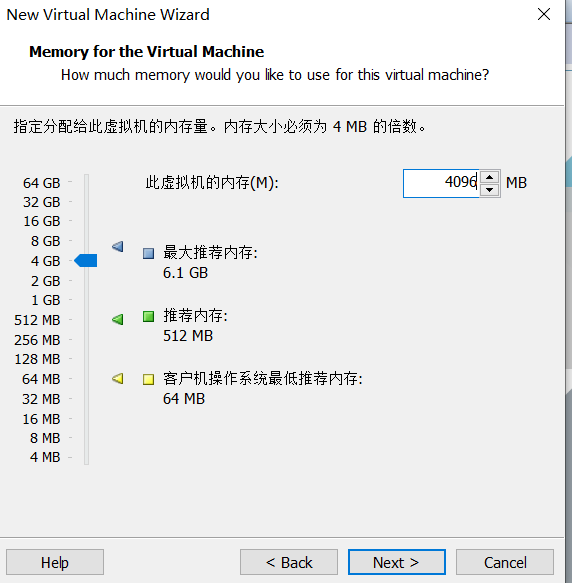 New Virtual Machine Wizard
Memory for the Virtual Machine
How much memory would you like to use for this virtual machine?
指定分配给此虚拟机的内存量。内存大小必须为 4 MB 的倍数。
此虚拟机的内存(M):
4096 MB
64 GB
32 GB
16 GB
8 GB
4 GB
2 GB
1 GB
512 MB
256 MB
128 MB
64 MB
32 MB
16 MB
8 MB
4 MB
最大推荐内存:
6.1 GB
推荐内存:
512 MB
客户机操作系统最低推荐内存:
64 MB
Help
< Back
Next >
Cancel